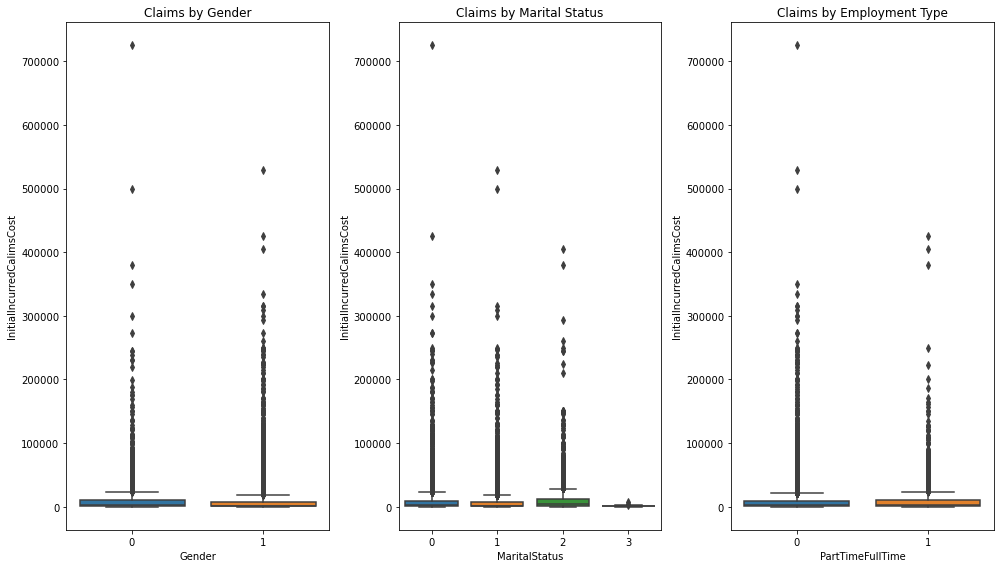 Claims by Gender
700000
600000
500000
400000
300000
200000
100000
0
InitialIncurredCalimsCost
0 1
Gender
Claims by Marital Status
700000
600000
500000
400000
300000
200000
100000
0
InitialIncurredCalimsCost
0 1 2 3
MaritalStatus
Claims by Employment Type
700000
600000
500000
400000
300000
200000
100000
0
InitialIncurredCalimsCost
0 1
PartTimeFullTime